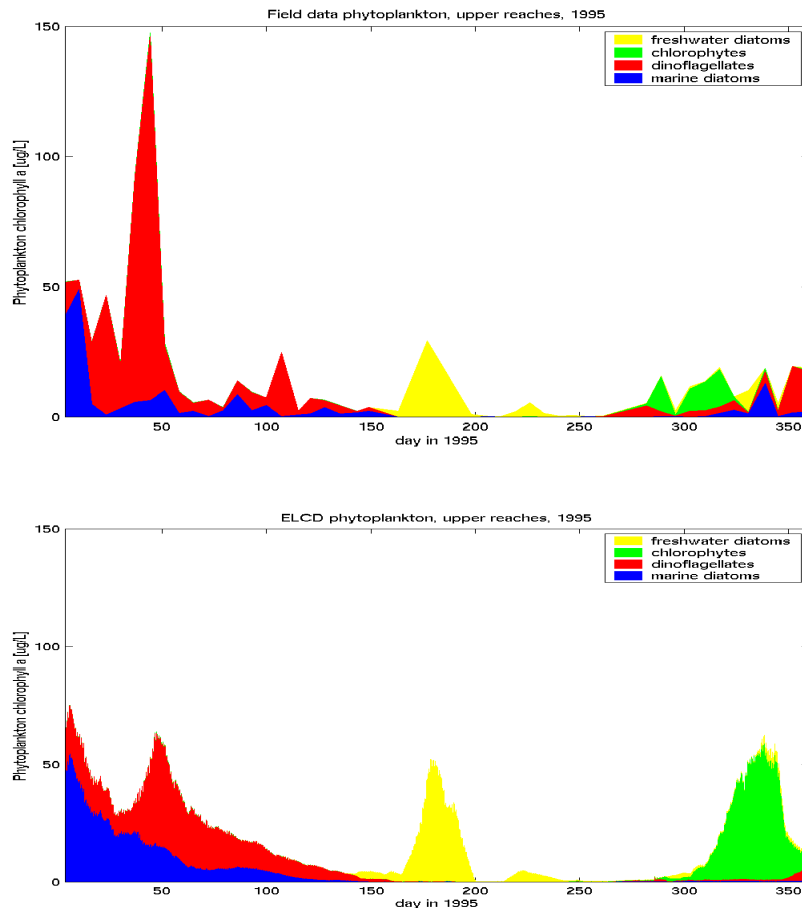 Field data phytoplankton, upper reaches, 1995
150
100
50
0
Phytoplankton chlorophyll a [ug/L]
freshwater diatoms
chlorophytes
dinoflagellates
marine diatoms
50 100 150 200 250 300 350
day in 1995
ELCD phytoplankton, upper reaches, 1995
150
100
50
0
Phytoplankton chlorophyll a [ug/L]
freshwater diatoms
chlorophytes
dinoflagellates
marine diatoms
50 100 150 200 250 300 350
day in 1995